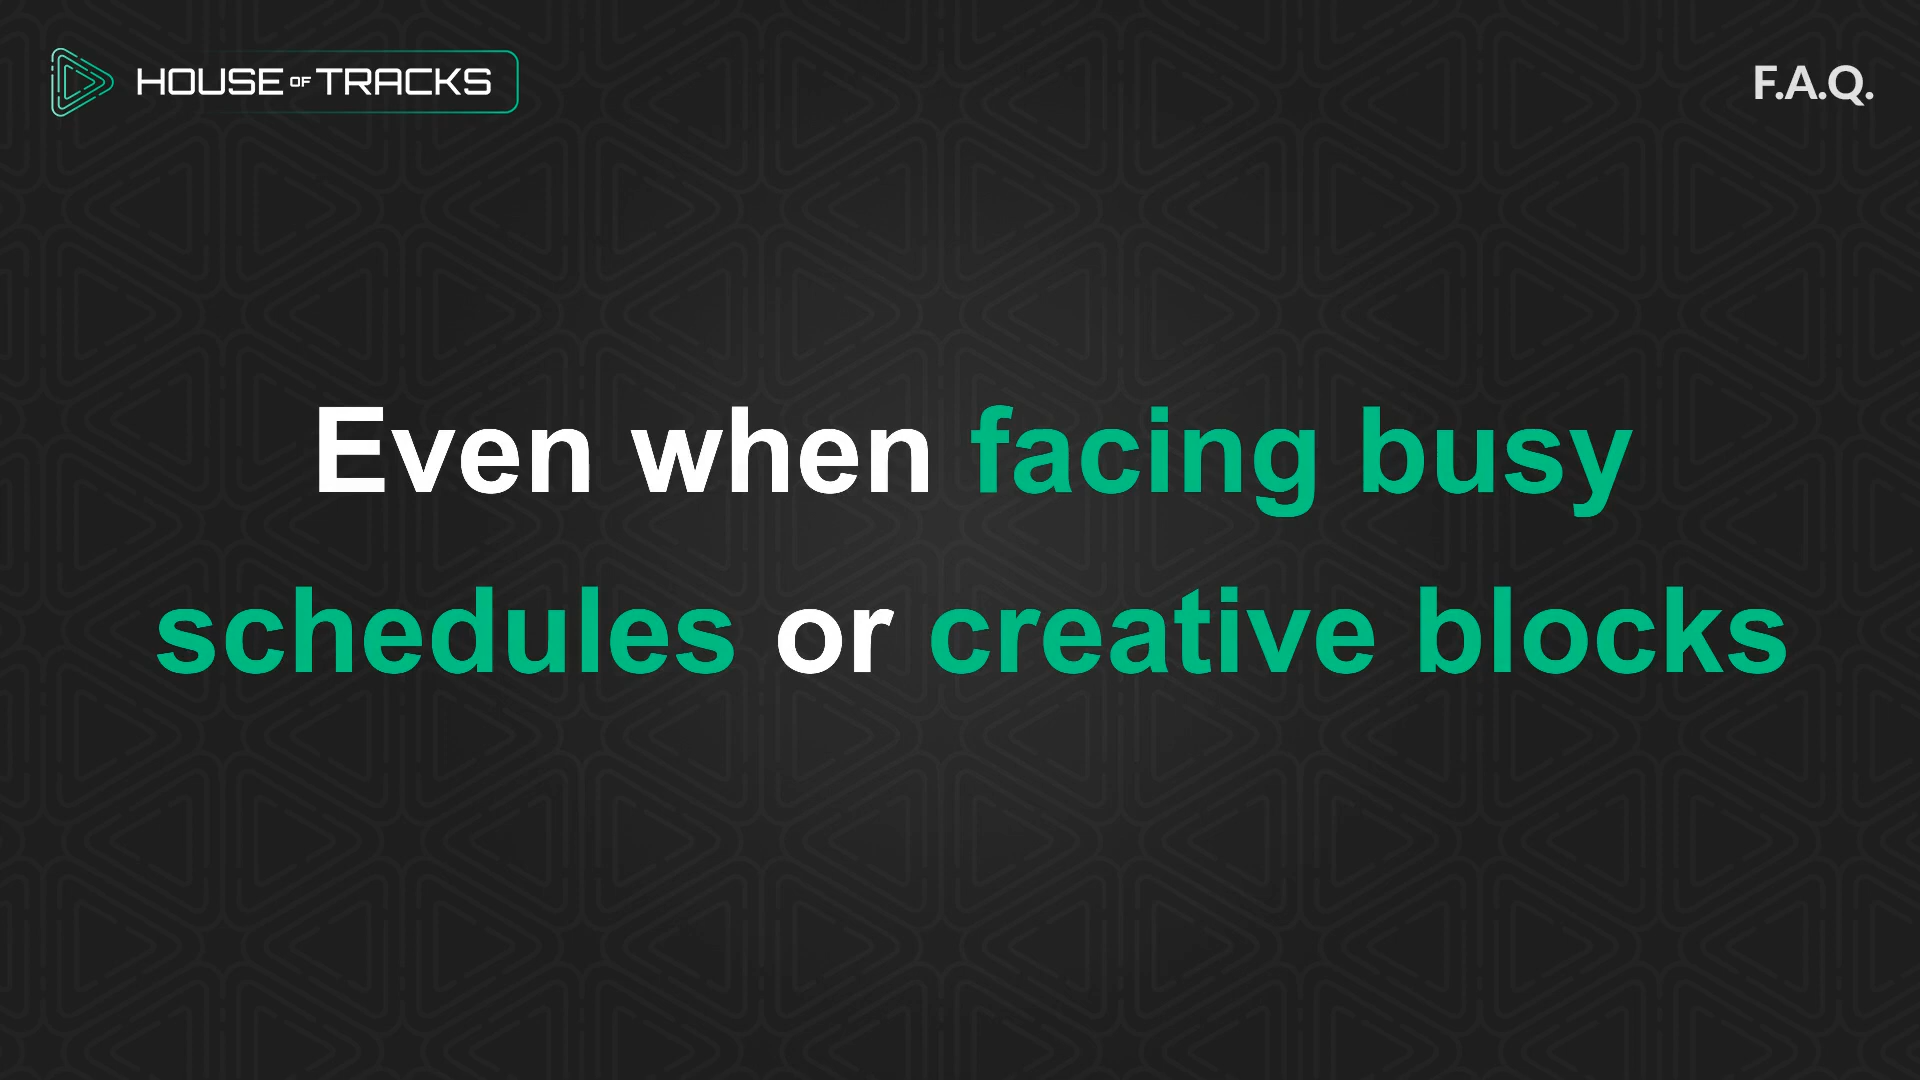 HOUSE OF TRACKS
F.A.Q.
Even when facing busy
schedules or creative blocks